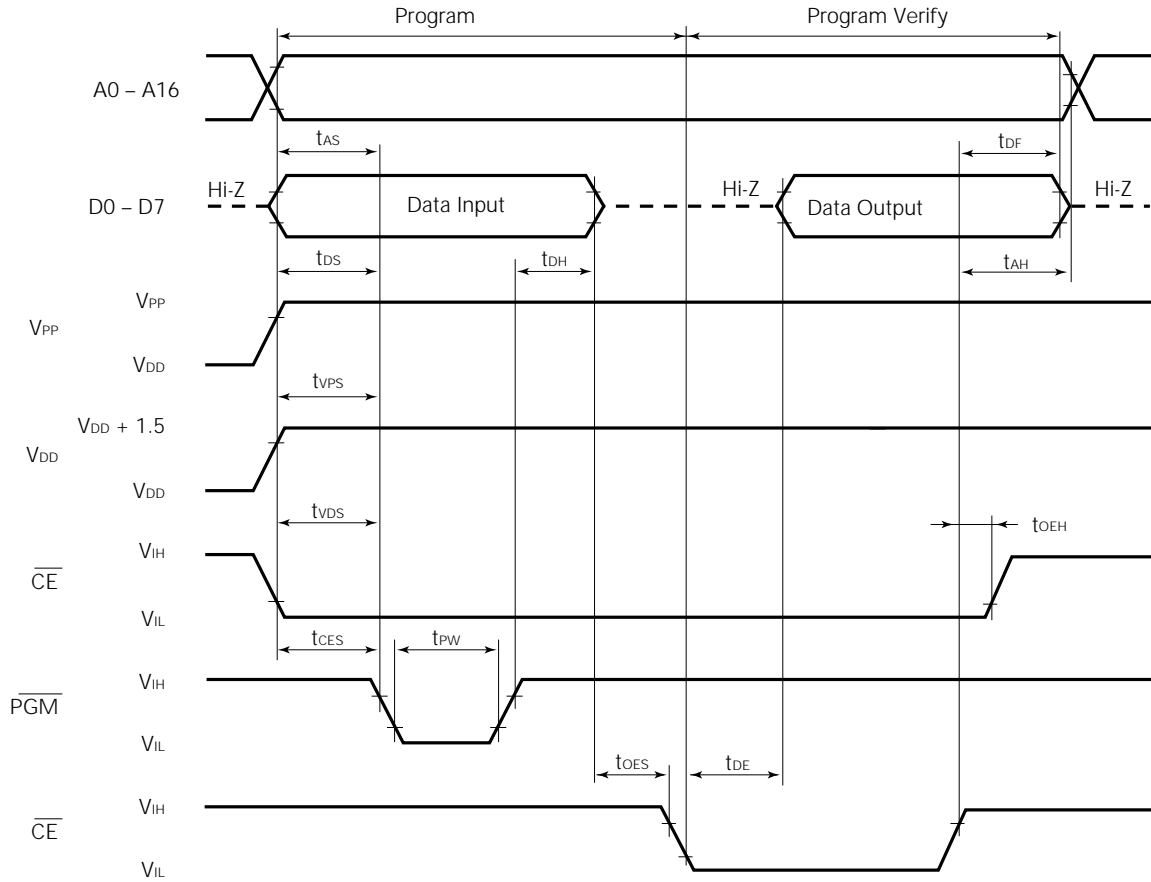 Program Program Verify
A0 – A16
tAS tDF
Hi-Z Hi-Z Hi-Z
D0 – D7 Data Input Data Output
tDS tDH tAH
VPP
VPP
VDD
tVPS
VDD + 1.5
VDD
VDD
tVDS
tOEH
VIH
CE
VIL
tCES tPW
VIH
PGM
VIL
tOES tDE
VIH
CE
VIL